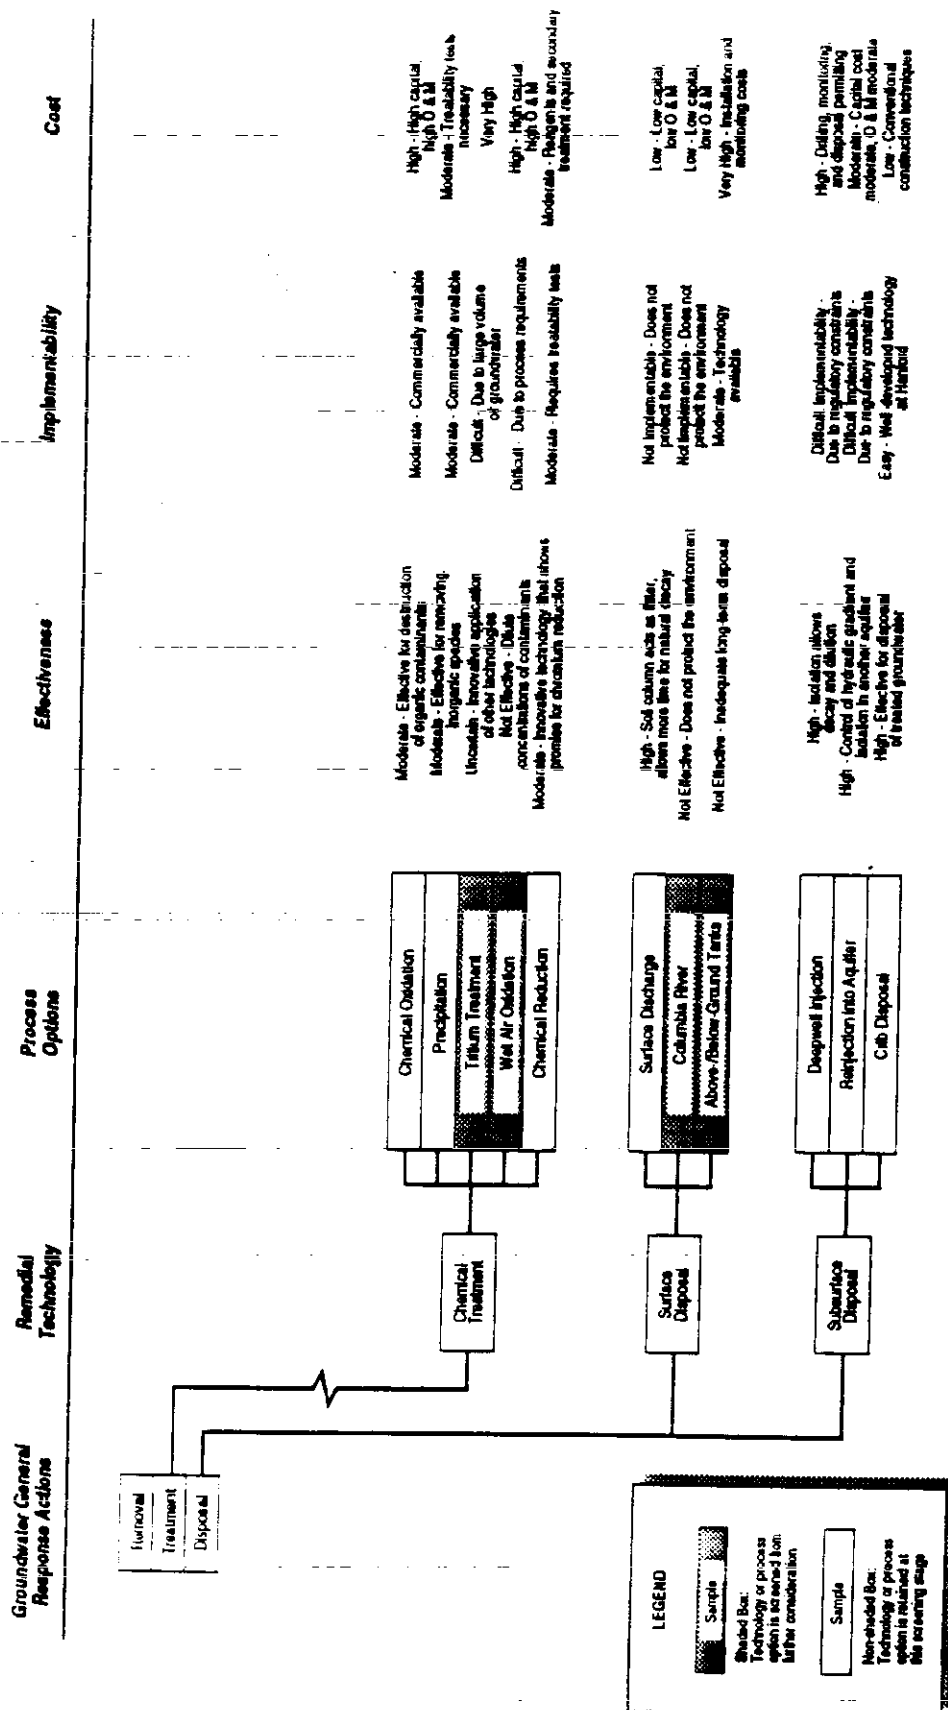 Groundwater General
Response Actions
Remedial
Technology
Process
Options
Effectiveness
Implementability
Cost
Removal
Treatment
Disposal
Chemical
Treatment
Chemical Oxidation
Moderate - Effective for destruction
of organic contaminants
Moderate - Commercially available
High - High capital,
high O & M
Precipitation
Moderate - Effective for removing
inorganic species
Moderate - Commercially available
Moderate - Treatability tests
necessary
Tritium Treatment
Uncertain - Innovative application
of other technologies
Difficult - Due to large volume
of groundwater
Very High
Wet Air Oxidation
Not Effective - Dilute
concentrations of contaminants
Difficult - Due to process requirements
High - High capital,
high O & M
Chemical Reduction
Moderate - Innovative technology that shows
promise for chromium reduction
Moderate - Requires treatability tests
Moderate - Reagents and secondary
treatment required
Surface
Disposal
Surface Discharge
High - Soil column acts as filter,
allows more time for natural decay
Not Implementable - Does not
protect the environment
Low - Low capital,
low O & M
Columbia River
Not Effective - Does not protect the environment
Not Implementable - Does not
protect the environment
Low - Low capital,
low O & M
Above-/Below-Ground Tanks
Not Effective - Inadequate long-term disposal
Moderate - Technology
available
Very High - Installation and
monitoring costs
Subsurface
Disposal
Deepwell Injection
High - Isolation allows
decay and dilution
Difficult Implementability -
Due to regulatory constraints
High - Drilling, monitoring,
and disposal permitting
Reinjection Into Aquifer
High - Control of hydraulic gradient and
isolation in another aquifer
Difficult Implementability -
Due to regulatory constraints
Moderate - Capital cost
moderate, O & M moderate
Crib Disposal
High - Effective for disposal
of treated groundwater
Easy - Well developed technology
at Hanford
Low - Conventional
construction techniques
LEGEND
Sample
Shaded Box:
Technology or process
option is screened from
further consideration
Sample
Non-shaded Box:
Technology or process
option is retained at
this screening stage